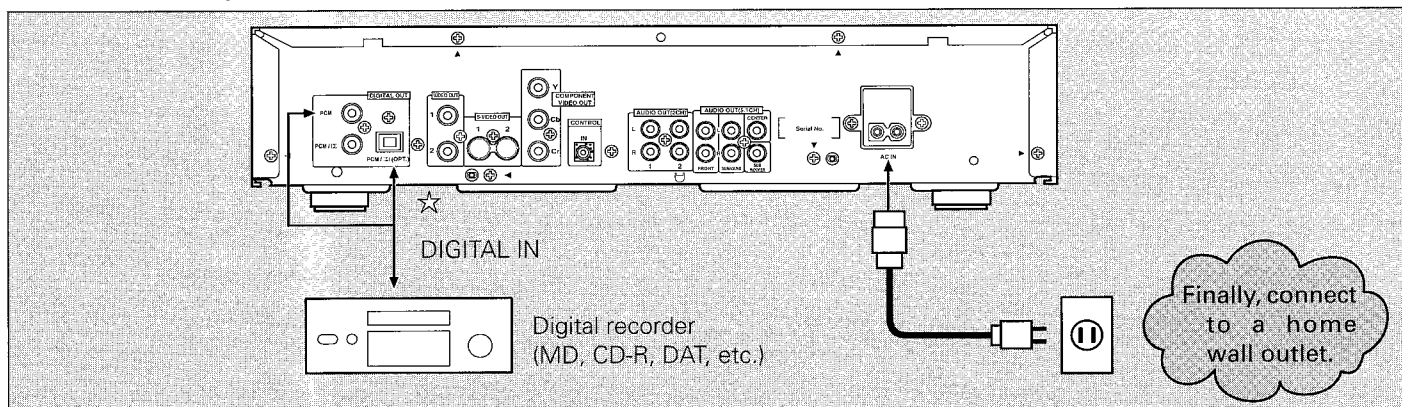 DIGITAL OUT
PCM
PCM /
PCM / (OPT.)
VIDEO OUT
1
2
S-VIDEO OUT
1 2
Y
COMPONENT
VIDEO OUT
Cb
Cr
CONTROL
IN
AUDIO OUT(2CH)
L
R
1 2
AUDIO OUT(5.1CH)
CENTER
FRONT
SUB
WOOFER
Serial No.
AC IN
DIGITAL IN
Digital recorder
(MD, CD-R, DAT, etc.)
Finally, connect
to a home
wall outlet.